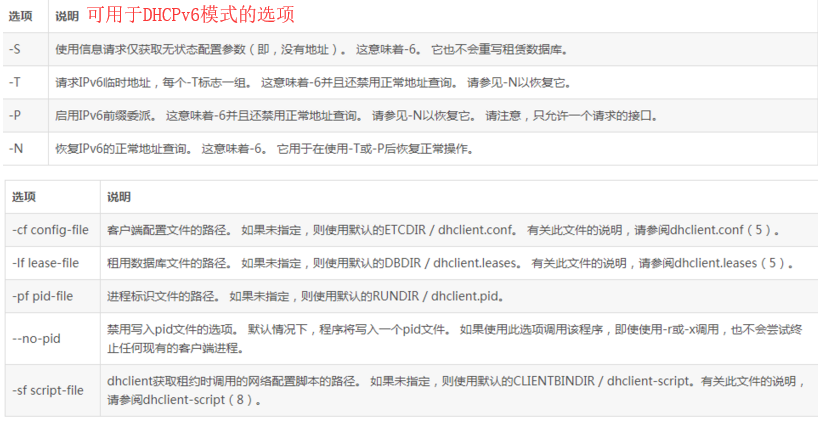 选项 说明 可用于DHCPv6模式的选项
-S 使用信息请求仅获取无状态配置参数（即，没有地址）。 这意味着-6。 它也不会重写租赁数据库。
-T 请求IPv6临时地址，每个-T标志一组。 这意味着-6并且还禁用正常地址查询。 请参见-N以恢复它。
-P 启用IPv6前缀委派。 这意味着-6并且还禁用正常地址查询。 请参见-N以恢复它。 请注意，只允许一个请求的接口。
-N 恢复IPv6的正常地址查询。 这意味着-6。 它用于在使用-T或-P后恢复正常操作。
选项 说明
-cf config-file 客户端配置文件的路径。 如果未指定，则使用默认的ETCDIR / dhclient.conf。 有关此文件的说明，请参阅dhclient.conf（5）。
-lf lease-file 租用数据库文件的路径。 如果未指定，则使用默认的DBDIR / dhclient.leases。 有关此文件的说明，请参阅dhclient.leases（5）。
-pf pid-file 进程标识文件的路径。 如果未指定，则使用默认的RUNDIR / dhclient.pid。
--no-pid 禁用写入pid文件的选项。 默认情况下，程序将写入一个pid文件。 如果使用此选项调用该程序，即使使用-r或-x调用，也不会尝试终
止任何现有的客户端进程。
-sf script-file dhclient获取租约时调用的网络配置脚本的路径。 如果未指定，则使用默认的CLIENTBINDIR / dhclient-script。有关此文件的说明，
请参阅dhclient-script（8）。